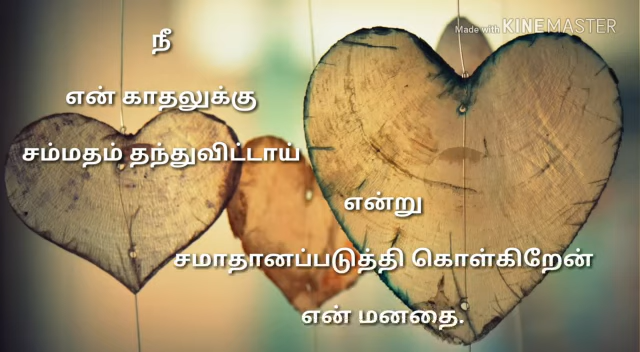 Made with KINEMASTER
நீ
என் காதலுக்கு
சம்மதம் தந்துவிட்டாய்
என்று
சமாதானப்படுத்தி கொள்கிறேன்
என் மனதை.